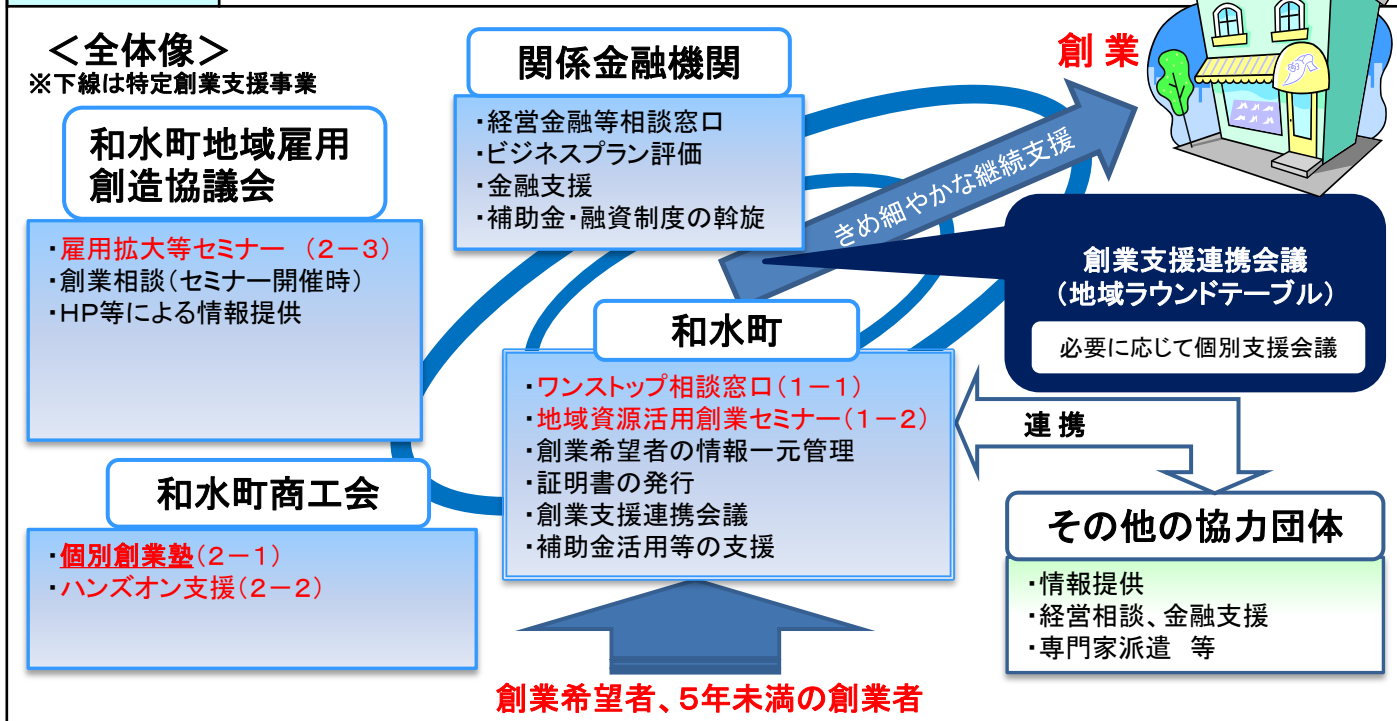 <全体像>
※下線は特定創業支援事業
和水町地域雇用
創造協議会
・雇用拡大等セミナー (2-3)
・創業相談(セミナー開催時)
・HP等による情報提供
和水町商工会
・個別創業塾(2-1)
・ハンズオン支援(2-2)
関係金融機関
・経営金融等相談窓口
・ビジネスプラン評価
・金融支援
・補助金・融資制度の斡旋
和水町
・ワンストップ相談窓口(1-1)
・地域資源活用創業セミナー(1-2)
・創業希望者の情報一元管理
・証明書の発行
・創業支援連携会議
・補助金活用等の支援
創業希望者、5年未満の創業者
創 業
きめ細やかな継続支援
創業支援連携会議
(地域ラウンドテーブル)
必要に応じて個別支援会議
連 携
その他の協力団体
・情報提供
・経営相談、金融支援
・専門家派遣 等